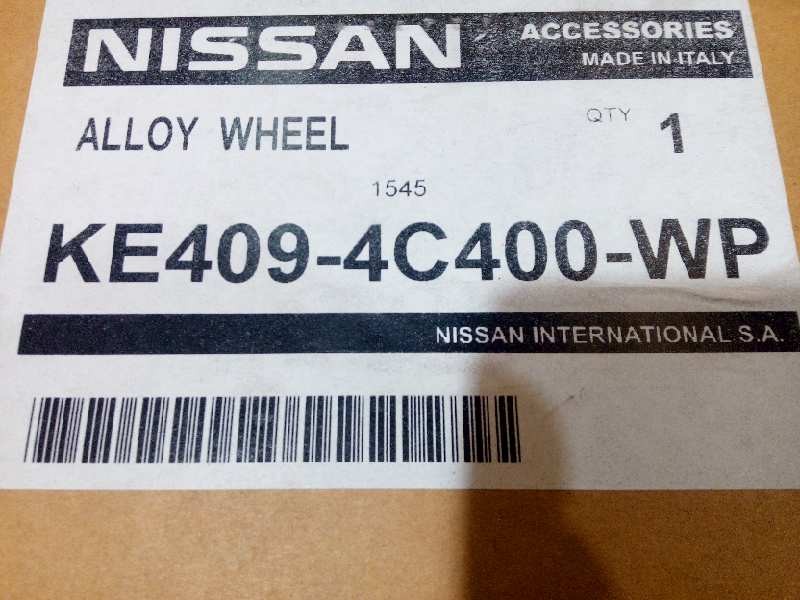 NISSAN ACCESSORIES
MADE IN ITALY
ALLOY WHEEL QTY 1
1545
KE409-4C400-WP
NISSAN INTERNATIONAL S.A.